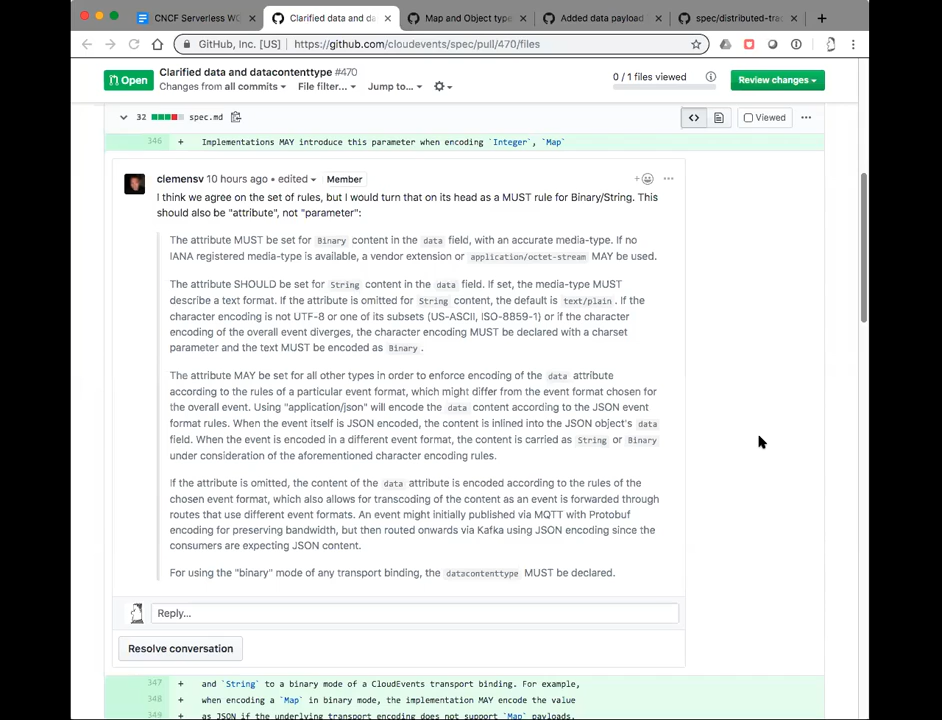 CNCF Serverless WG
Clarified data and da
Map and Object type
Added data payload
spec/distributed-tra
GitHub, Inc. [US] https://github.com/cloudevents/spec/pull/470/files
Open
Clarified data and datacontenttype #470
Changes from all commits
File filter...
Jump to...
0 / 1 files viewed
Review changes
32
spec.md
Viewed
346 + Implementations MAY introduce this parameter when encoding `Integer`, `Map`
clemensv 10 hours ago • edited
Member
I think we agree on the set of rules, but I would turn that on its head as a MUST rule for Binary/String. This
should also be "attribute", not "parameter":
The attribute MUST be set for Binary content in the data field, with an accurate media-type. If no
IANA registered media-type is available, a vendor extension or application/octet-stream MAY be used.
The attribute SHOULD be set for String content in the data field. If set, the media-type MUST
describe a text format. If the attribute is omitted for String content, the default is text/plain. If the
character encoding is not UTF-8 or one of its subsets (US-ASCII, ISO-8859-1) or if the character
encoding of the overall event diverges, the character encoding MUST be declared with a charset
parameter and the text MUST be encoded as Binary.
The attribute MAY be set for all other types in order to enforce encoding of the data attribute
according to the rules of a particular event format, which might differ from the event format chosen for
the overall event. Using "application/json" will encode the data content according to the JSON event
format rules. When the event itself is JSON encoded, the content is inlined into the JSON object's data
field. When the event is encoded in a different event format, the content is carried as String or Binary
under consideration of the aforementioned character encoding rules.
If the attribute is omitted, the content of the data attribute is encoded according to the rules of the
chosen event format, which also allows for transcoding of the content as an event is forwarded through
routes that use different event formats. An event might initially published via MQTT with Protobuf
encoding for preserving bandwidth, but then routed onwards via Kafka using JSON encoding since the
consumers are expecting JSON content.
For using the "binary" mode of any transport binding, the datacontenttype MUST be declared.
Reply...
Resolve conversation
347 + and `String` to a binary mode of a CloudEvents transport binding. For example,
348 + when encoding a `Map` in binary mode, the implementation MAY encode the value
349 + as JSON if the underlying transport encoding does not support `Map` payloads.